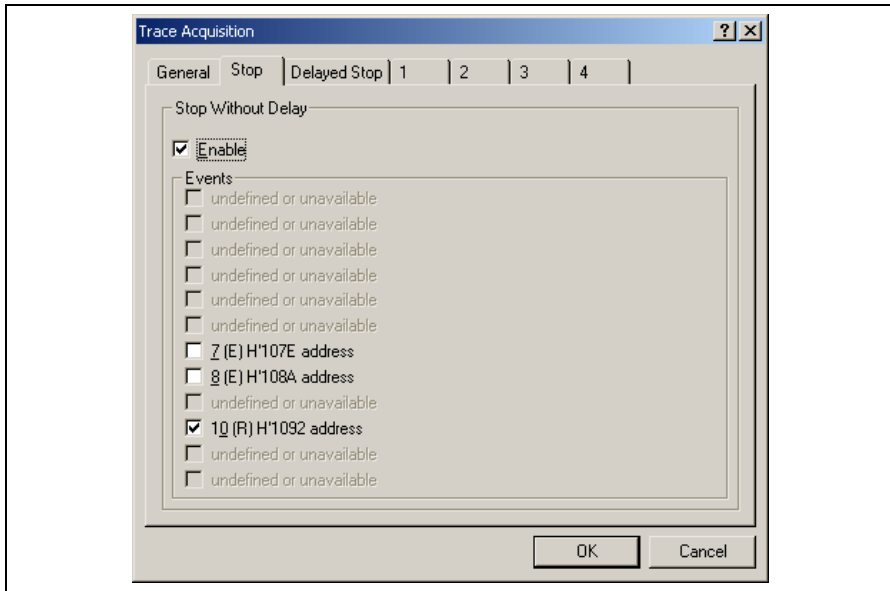 Trace Acquisition
General Stop Delayed Stop 1 2 3 4
Stop Without Delay
Enable
Events
undefined or unavailable
undefined or unavailable
undefined or unavailable
undefined or unavailable
undefined or unavailable
undefined or unavailable
7 (E) H'107E address
8 (E) H'108A address
undefined or unavailable
10 (R) H'1092 address
undefined or unavailable
undefined or unavailable
OK Cancel